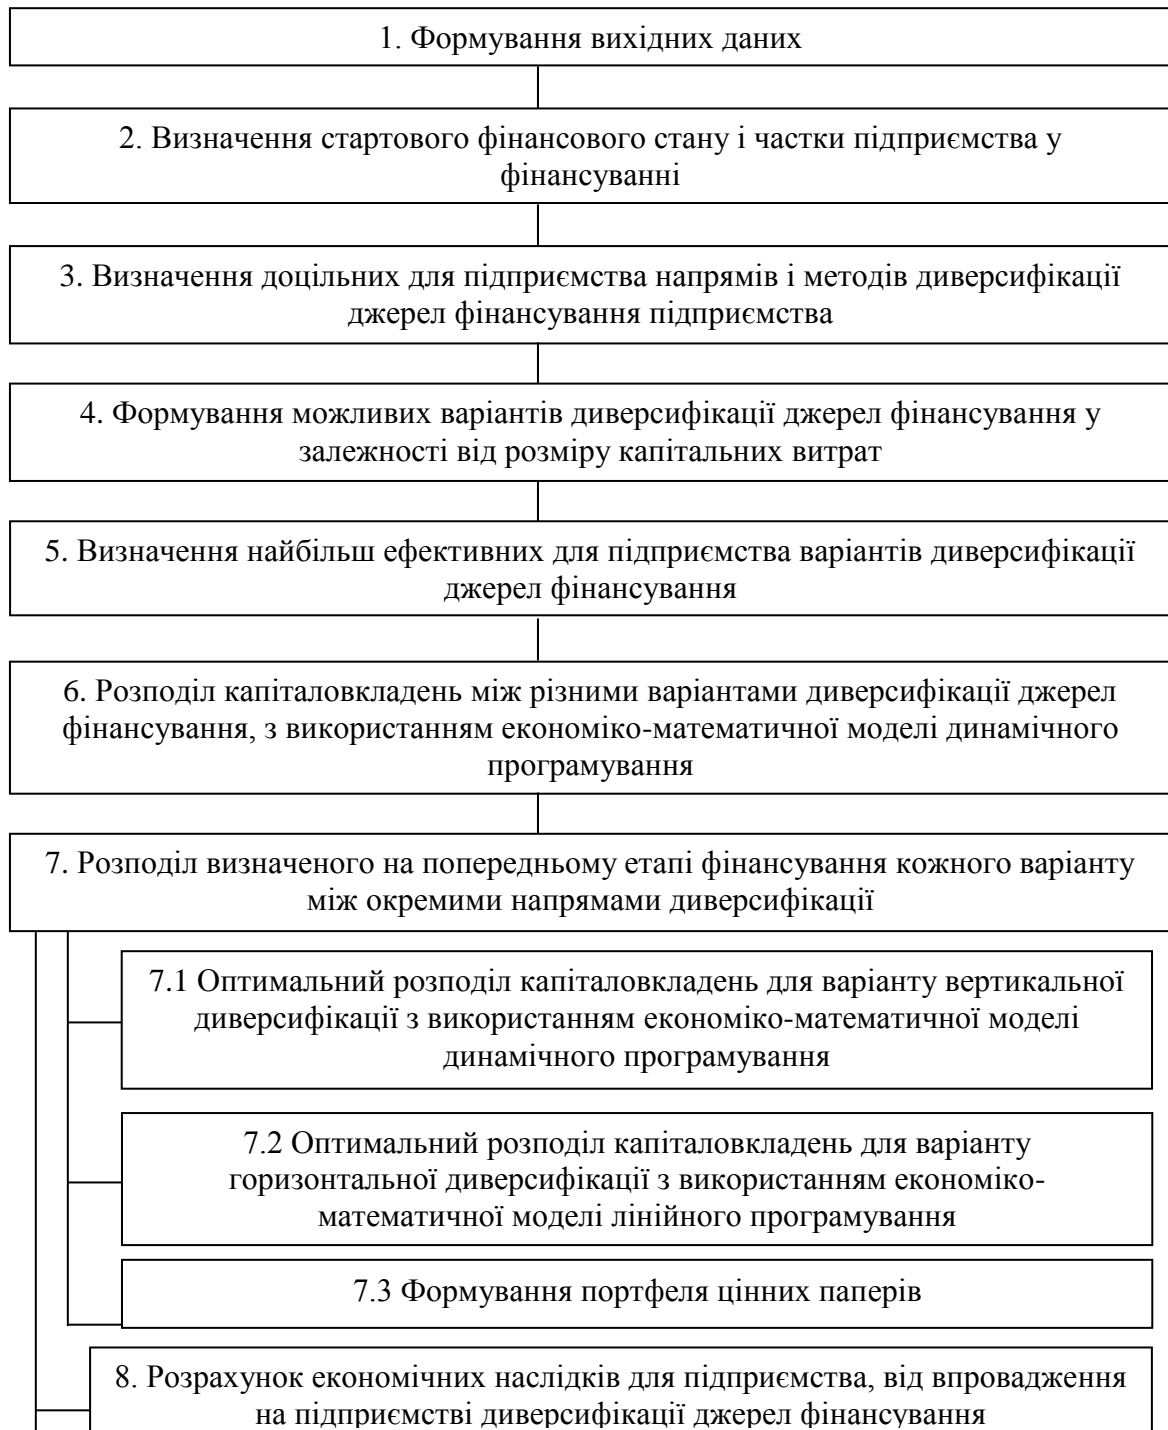 1. Формування вихідних даних
2. Визначення стартового фінансового стану і частки підприємства у
фінансуванні
3. Визначення доцільних для підприємства напрямів і методів диверсифікації
джерел фінансування підприємства
4. Формування можливих варіантів диверсифікації джерел фінансування у
залежності від розміру капітальних витрат
5. Визначення найбільш ефективних для підприємства варіантів диверсифікації
джерел фінансування
6. Розподіл капіталовкладень між різними варіантами диверсифікації джерел
фінансування, з використанням економіко-математичної моделі динамічного
програмування
7. Розподіл визначеного на попередньому етапі фінансування кожного варіанту
між окремими напрямами диверсифікації
7.1 Оптимальний розподіл капіталовкладень для варіанту вертикальної
диверсифікації з використанням економіко-математичної моделі
динамічного програмування
7.2 Оптимальний розподіл капіталовкладень для варіанту
горизонтальної диверсифікації з використанням економіко-
математичної моделі лінійного програмування
7.3 Формування портфеля цінних паперів
8. Розрахунок економічних наслідків для підприємства, від впровадження
на підприємстві диверсифікації джерел фінансування